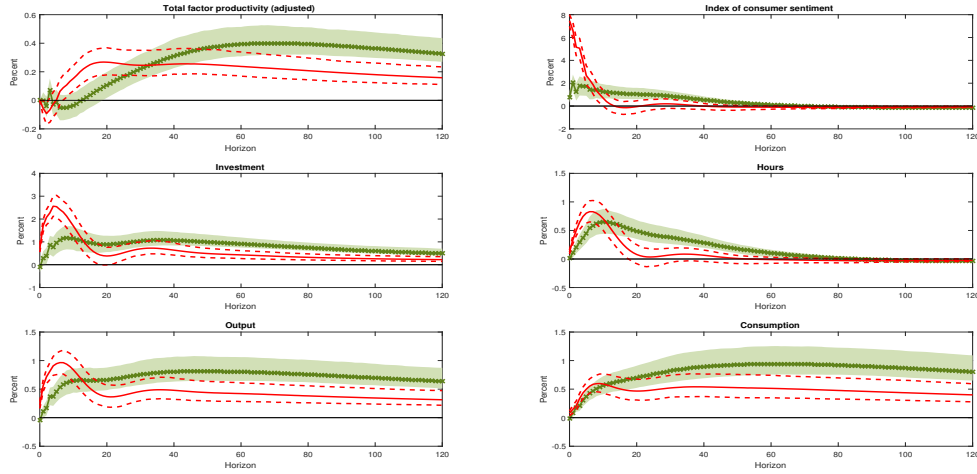 Total factor productivity (adjusted)
Percent
0.6
0.4
0.2
0
-0.2
0 20 40 60 80 100 120
Horizon
Index of consumer sentiment
Percent
8
6
4
2
0
-2
0 20 40 60 80 100 120
Horizon
Investment
Percent
4
3
2
1
0
-1
0 20 40 60 80 100 120
Horizon
Hours
Percent
1.5
1
0.5
0
-0.5
0 20 40 60 80 100 120
Horizon
Output
Percent
1.5
1
0.5
0
-0.5
0 20 40 60 80 100 120
Horizon
Consumption
Percent
1.5
1
0.5
0
-0.5
0 20 40 60 80 100 120
Horizon